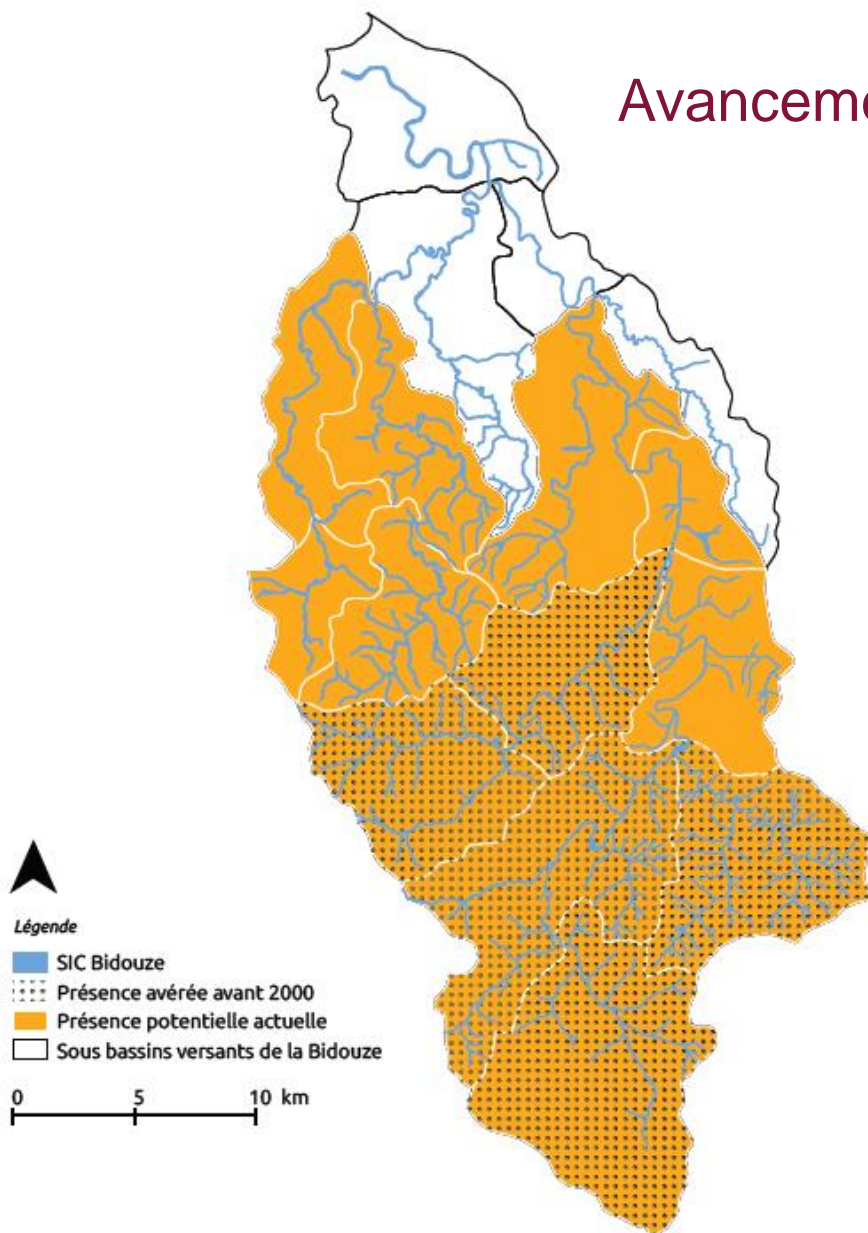 Avanceme
Légende
SIC Bidouze
Présence avérée avant 2000
Présence potentielle actuelle
Sous bassins versants de la Bidouze
0 5 10 km